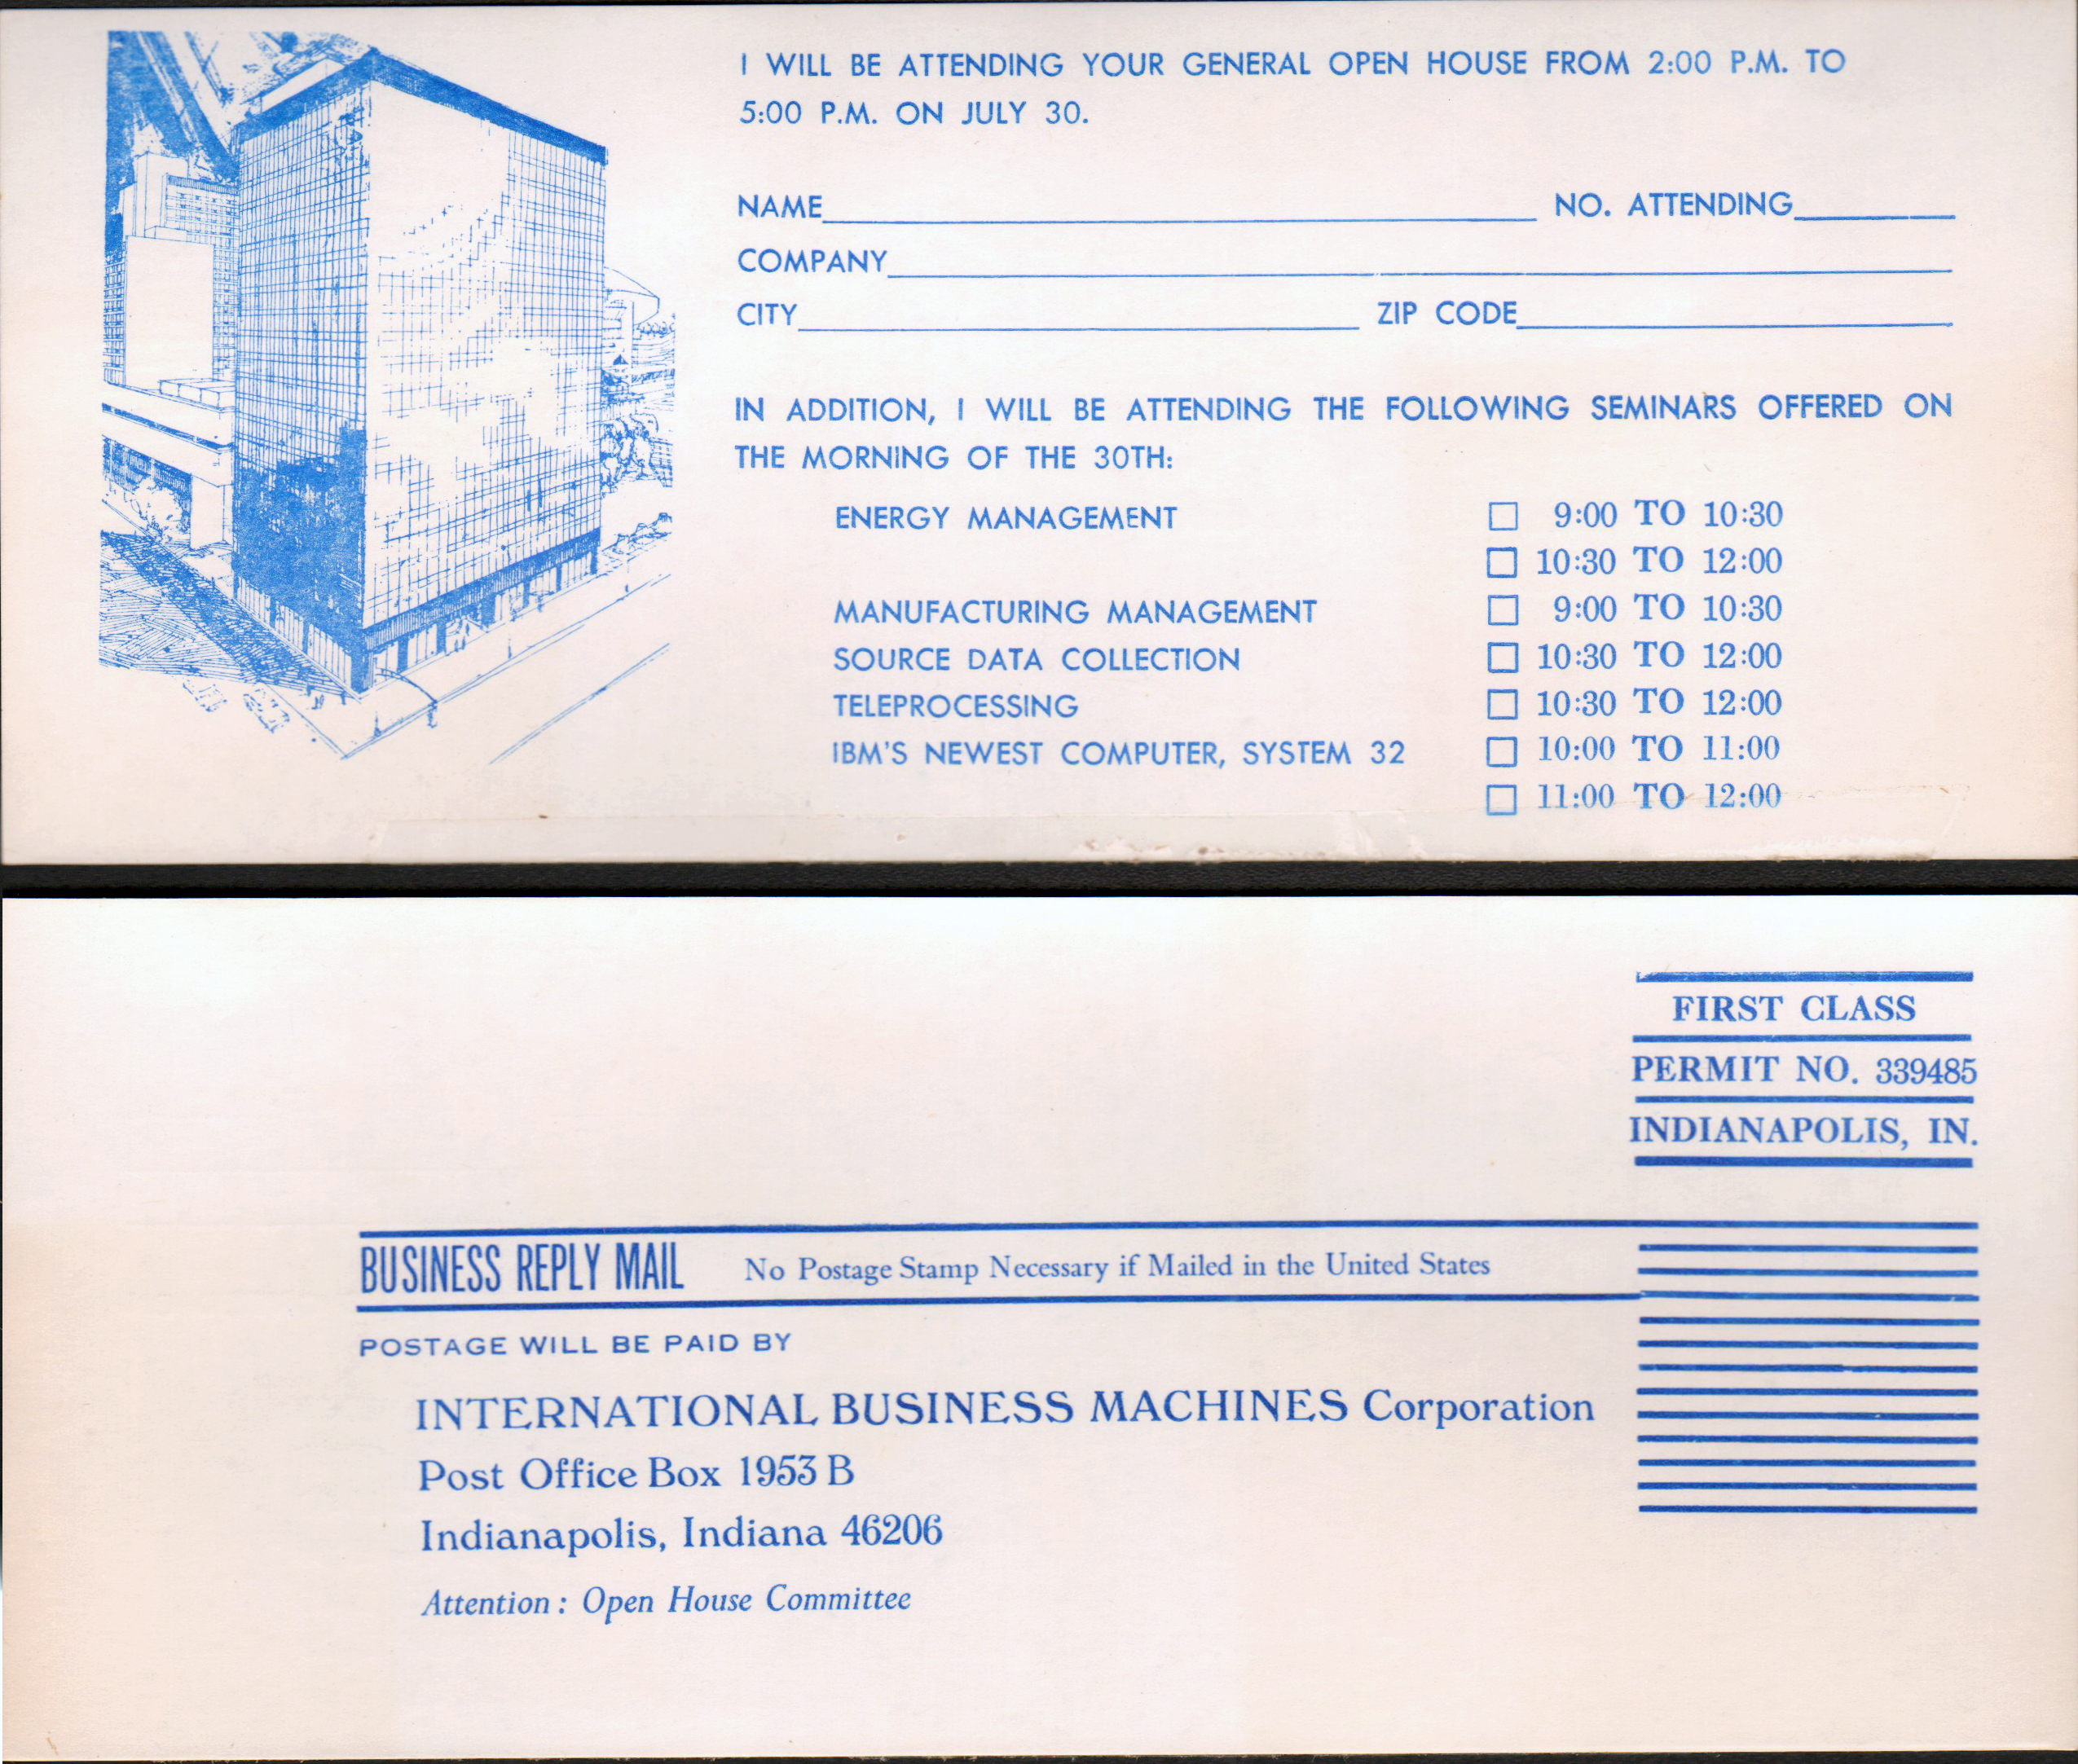 I WILL BE ATTENDING YOUR GENERAL OPEN HOUSE FROM 2:00 P.M. TO
5:00 P.M. ON JULY 30.
NAME NO. ATTENDING
COMPANY
CITY ZIP CODE
IN ADDITION, I WILL BE ATTENDING THE FOLLOWING SEMINARS OFFERED ON
THE MORNING OF THE 30TH:
ENERGY MANAGEMENT 9:00 TO 10:30
10:30 TO 12:00
MANUFACTURING MANAGEMENT 9:00 TO 10:30
SOURCE DATA COLLECTION 10:30 TO 12:00
TELEPROCESSING 10:30 TO 12:00
IBM'S NEWEST COMPUTER, SYSTEM 32 10:00 TO 11:00
11:00 TO 12:00
FIRST CLASS
PERMIT NO. 339485
INDIANAPOLIS, IN.
BUSINESS REPLY MAIL No Postage Stamp Necessary if Mailed in the United States
POSTAGE WILL BE PAID BY
INTERNATIONAL BUSINESS MACHINES Corporation
Post Office Box 1953 B
Indianapolis, Indiana 46206
Attention: Open House Committee